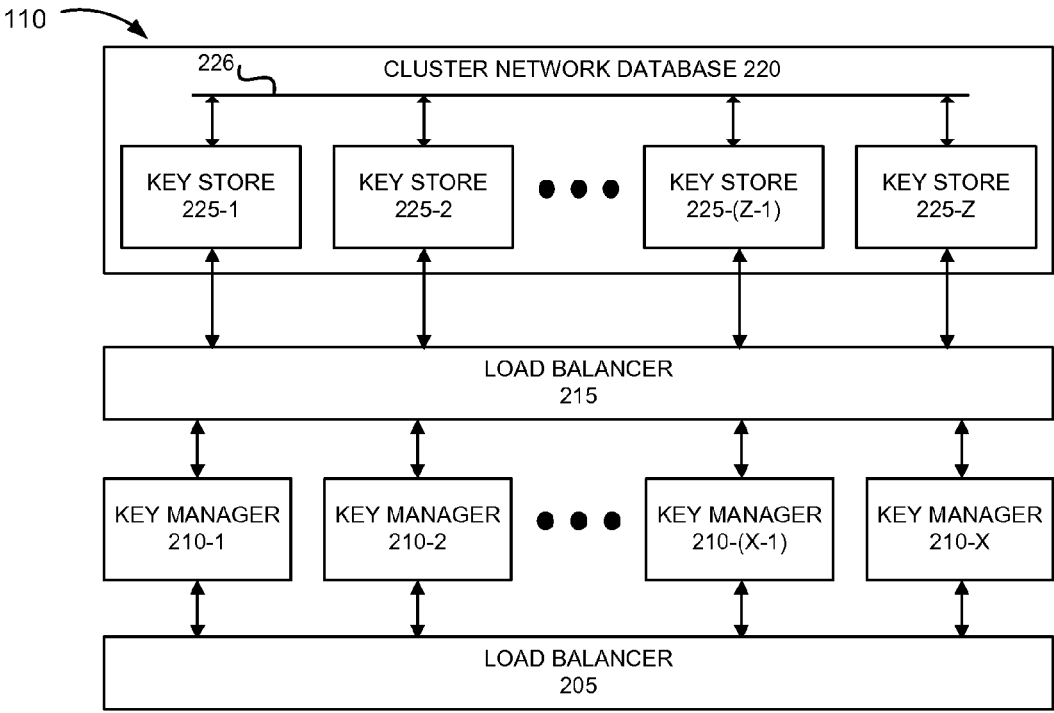 110
CLUSTER NETWORK DATABASE 220
226
KEY STORE
225-1
KEY STORE
225-2
KEY STORE
225-(Z-1)
KEY STORE
225-Z
LOAD BALANCER
215
KEY MANAGER
210-1
KEY MANAGER
210-2
KEY MANAGER
210-(X-1)
KEY MANAGER
210-X
LOAD BALANCER
205